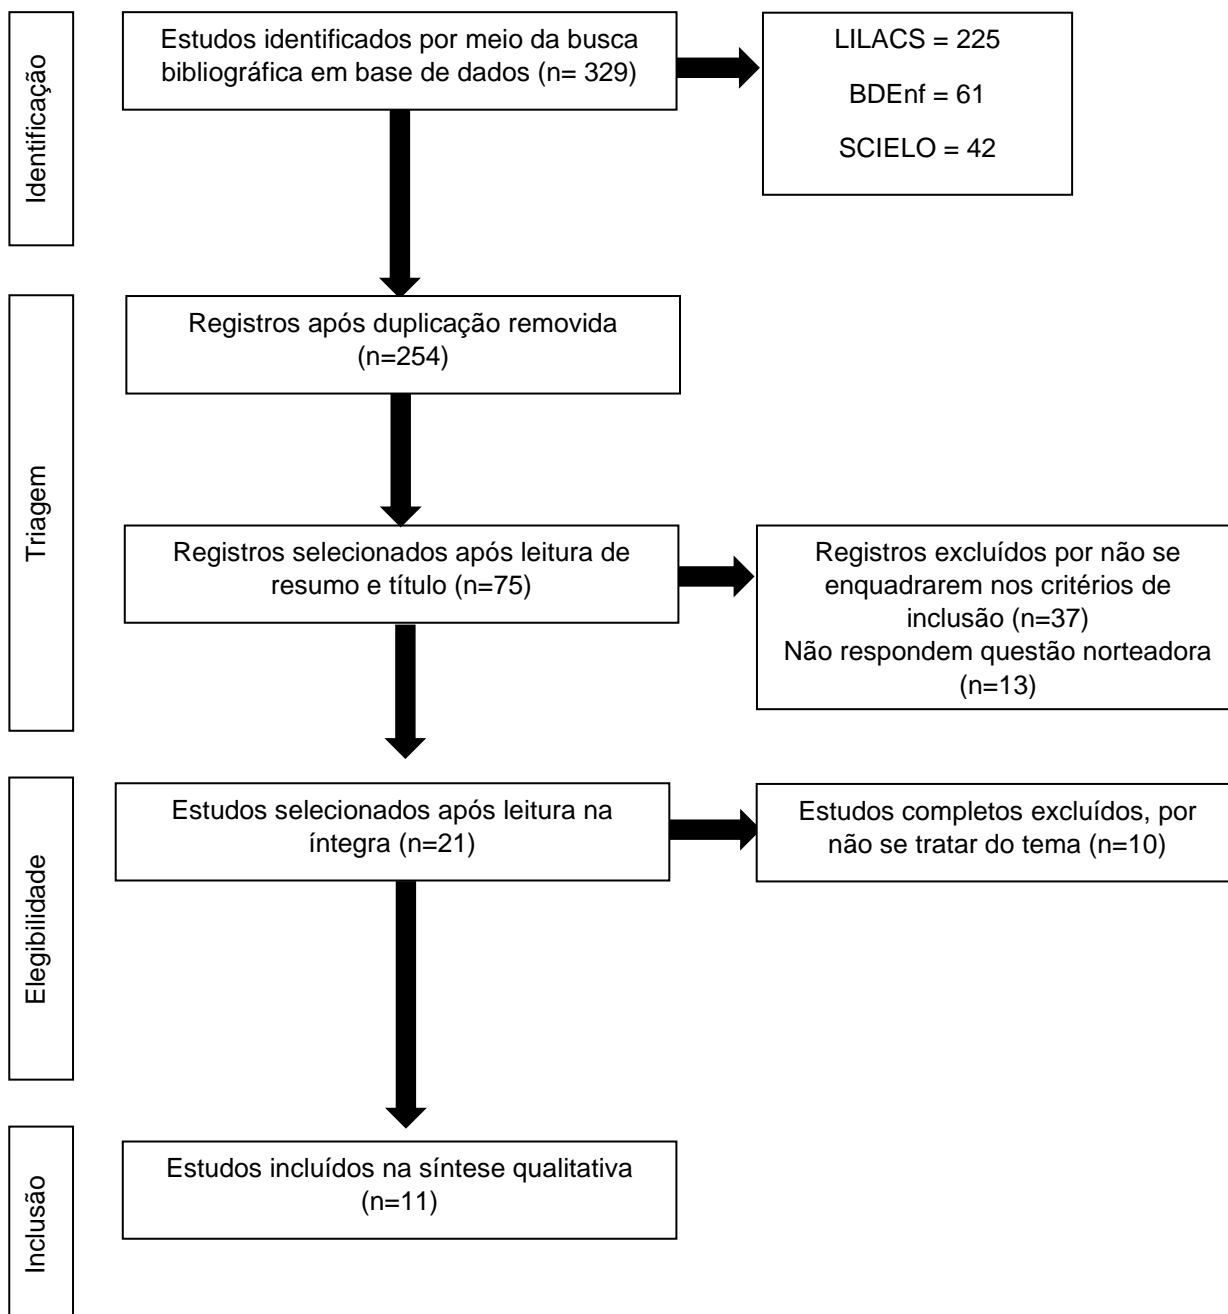 Identificação
Estudos identificados por meio da busca
bibliográfica em base de dados (n= 329)
LILACS = 225
BDEnf = 61
SCIELO = 42
Triagem
Registros após duplicação removida
(n=254)
Registros selecionados após leitura de
resumo e título (n=75)
Registros excluídos por não se
enquadrarem nos critérios de
inclusão (n=37)
Não respondem questão norteadora
(n=13)
Elegibilidade
Estudos selecionados após leitura na
íntegra (n=21)
Estudos completos excluídos, por
não se tratar do tema (n=10)
Inclusão
Estudos incluídos na síntese qualitativa
(n=11)